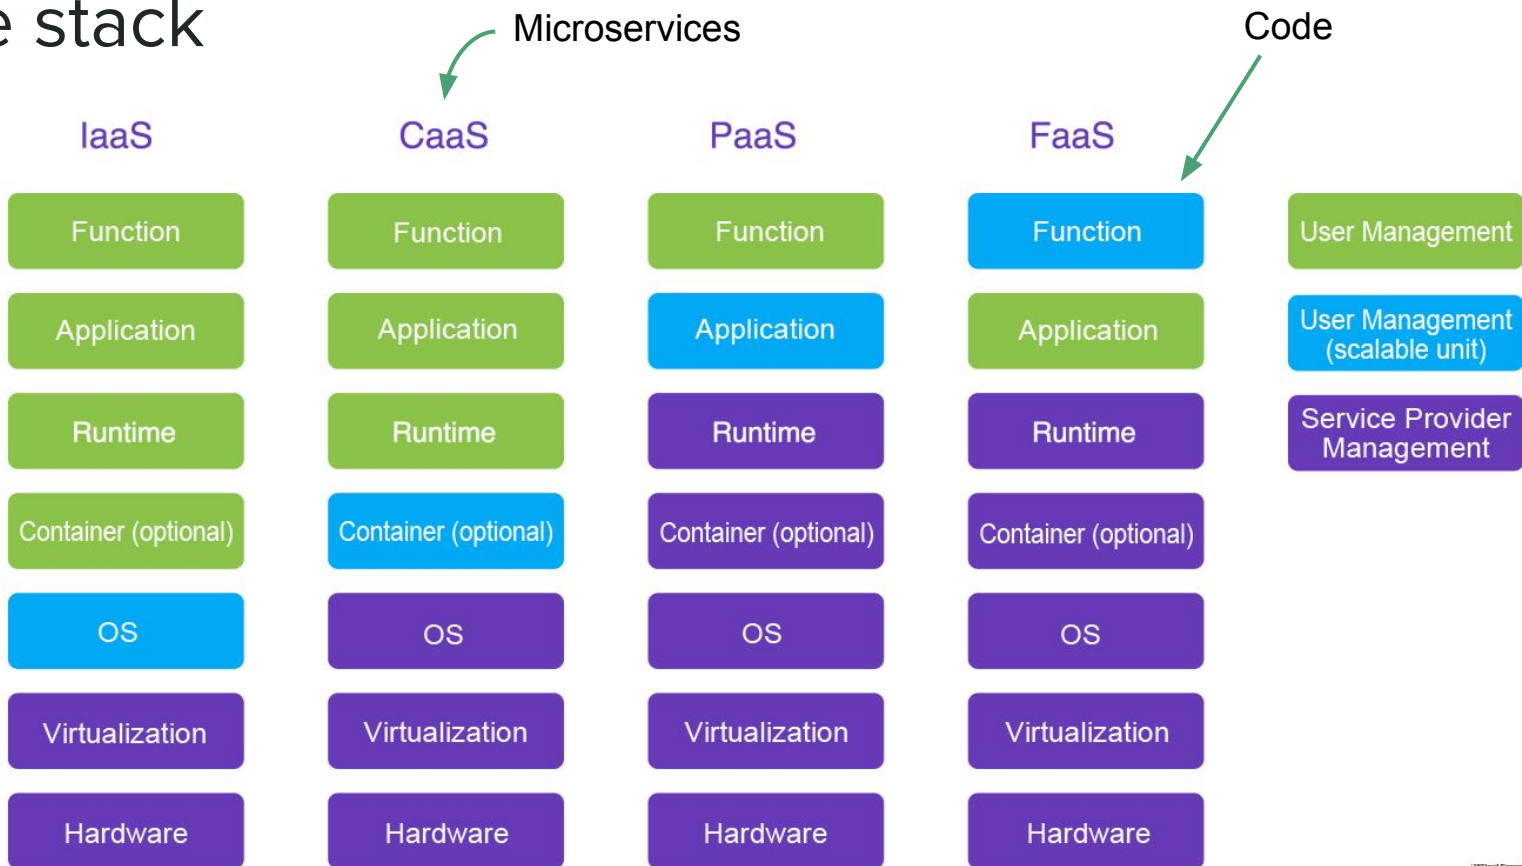 e stack
Microservices
Code
IaaS
CaaS
PaaS
FaaS
Function
Function
Function
Function
User Management
Application
Application
Application
Application
User Management
(scalable unit)
Runtime
Runtime
Runtime
Runtime
Service Provider
Management
Container (optional)
Container (optional)
Container (optional)
Container (optional)
OS
OS
OS
OS
Virtualization
Virtualization
Virtualization
Virtualization
Hardware
Hardware
Hardware
Hardware